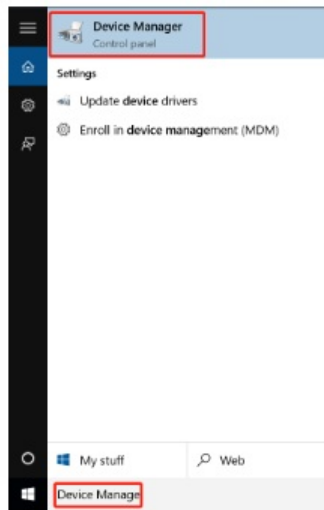 Device Manager
Control panel
Settings
Update device drivers
Enroll in device management (MDM)
My stuff
Web
Device Manage